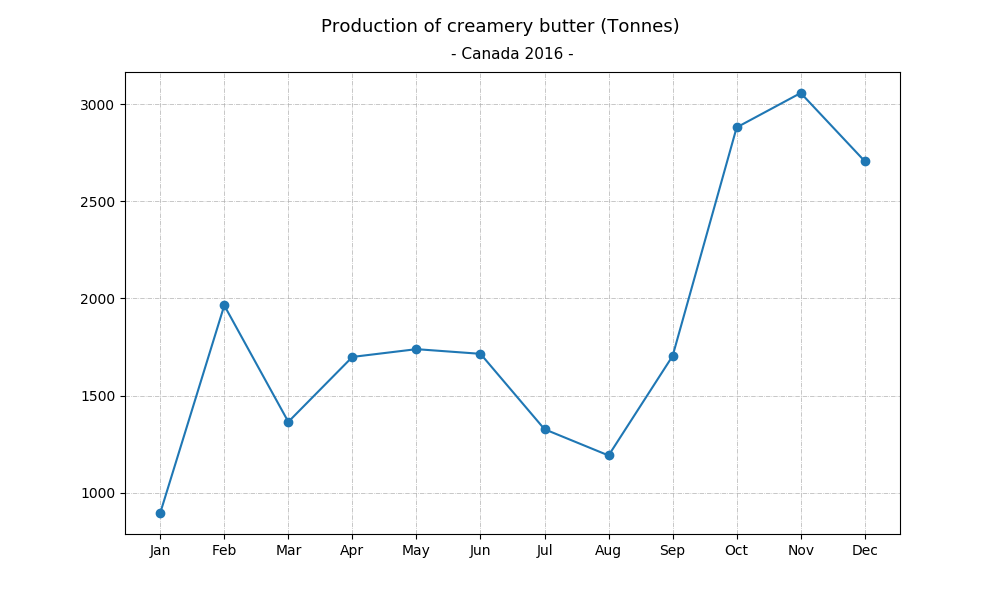 Production of creamery butter (Tonnes)
- Canada 2016 -
3000
2500
2000
1500
1000
Jan Feb Mar Apr May Jun Jul Aug Sep Oct Nov Dec